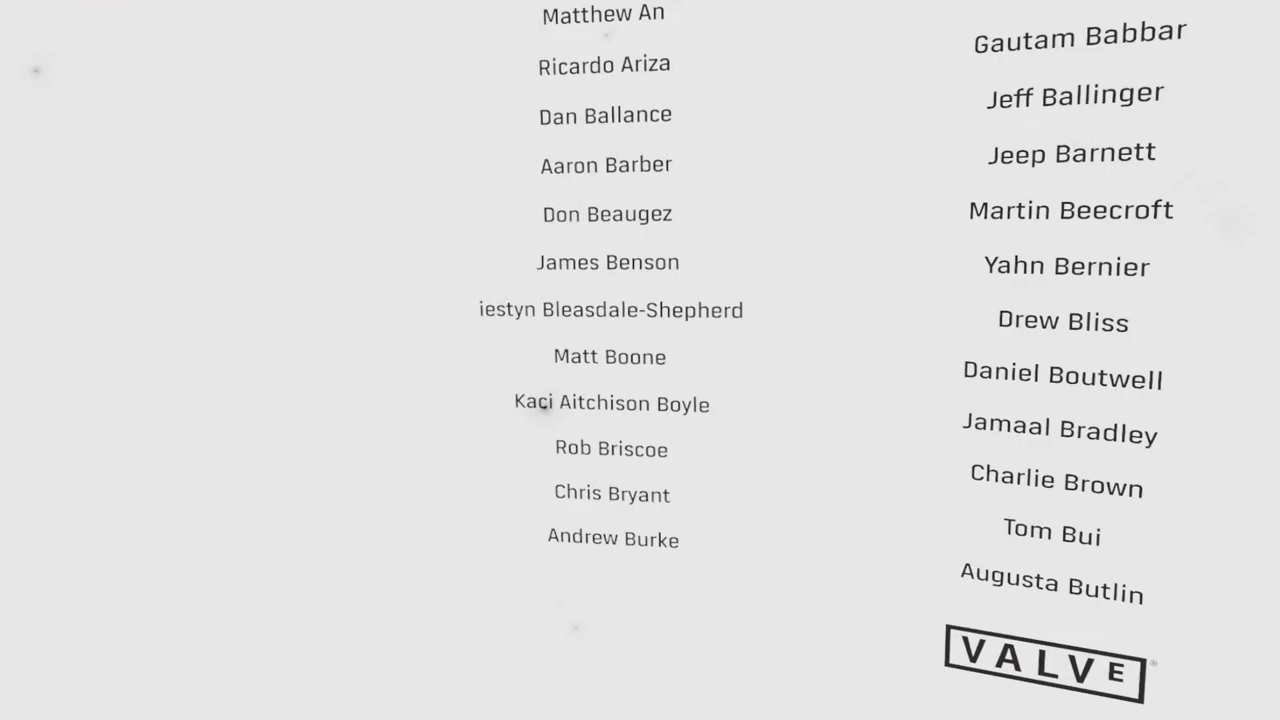 Matthew An
Ricardo Ariza
Dan Ballance
Aaron Barber
Don Beaugez
James Benson
iestyn Bleasdale-Shepherd
Matt Boone
Kaci Aitchison Boyle
Rob Briscoe
Chris Bryant
Andrew Burke
Gautam Babbar
Jeff Ballinger
Jeep Barnett
Martin Beecroft
Yahn Bernier
Drew Bliss
Daniel Boutwell
Jamaal Bradley
Charlie Brown
Tom Bui
Augusta Butlin
VALVE®